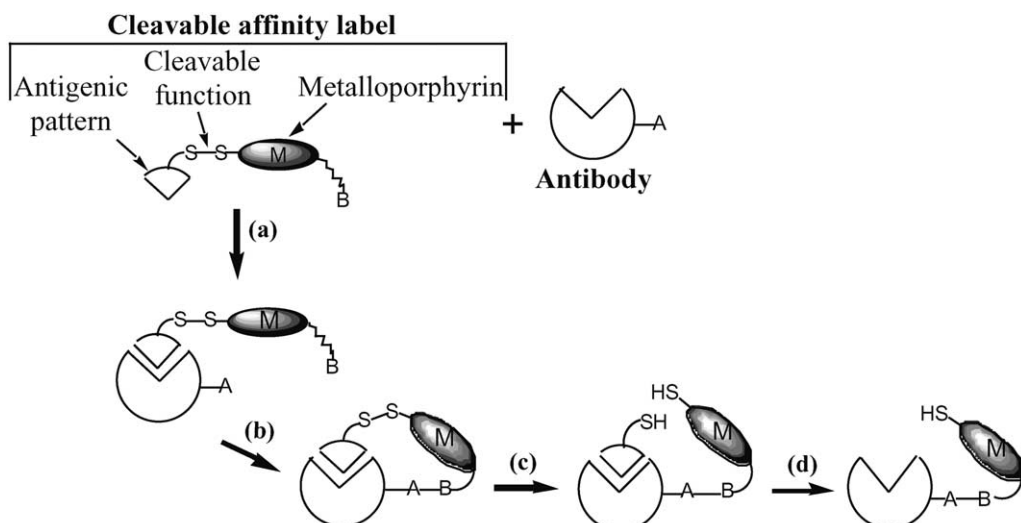 Cleavable affinity label
Antigenic pattern
Cleavable function
Metalloporphyrin
S S M B
+
A
Antibody
(a)
S S M B
A
(b)
S S M
A B
(c)
HS
SH M
A B
(d)
HS
M
A B